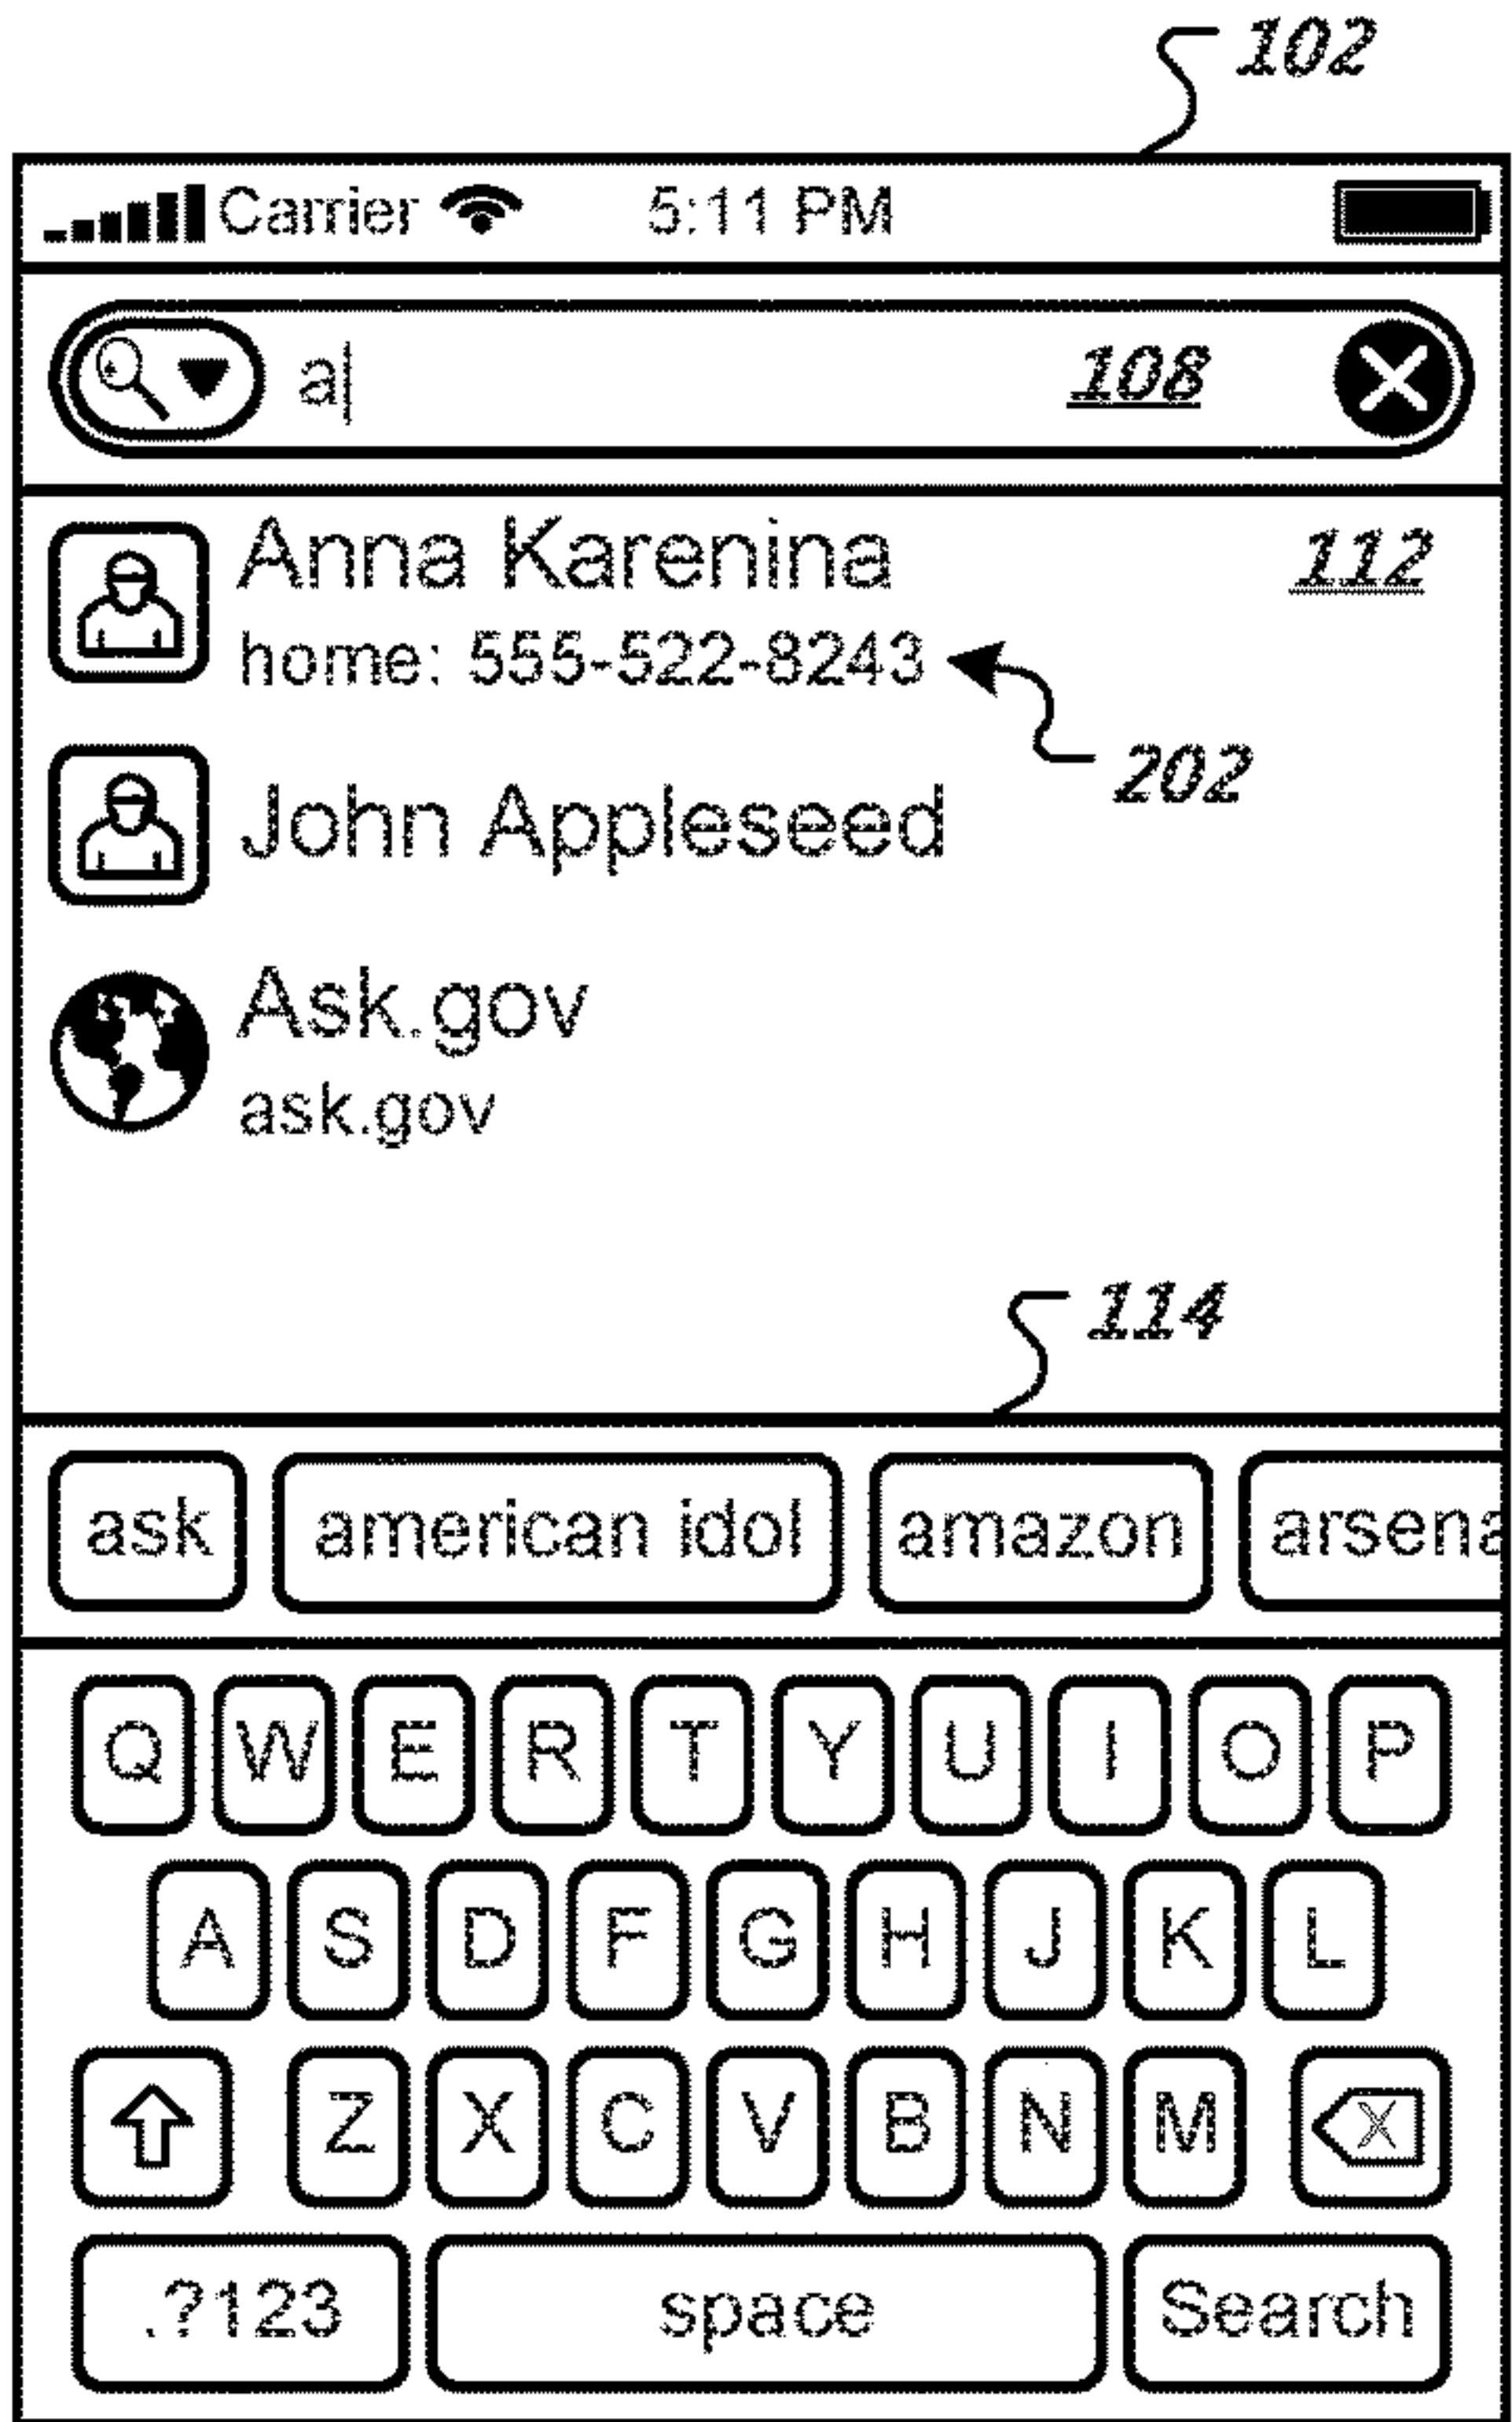 102
Carrier 5:11 PM
a 108
Anna Karenina 112
home: 555-522-8243
202
John Appleseed
Ask.gov
ask.gov
114
ask american idol amazon arsena
Q W E R T Y U I O P
A S D F G H J K L
Z X C V B N M X
.?123 space Search